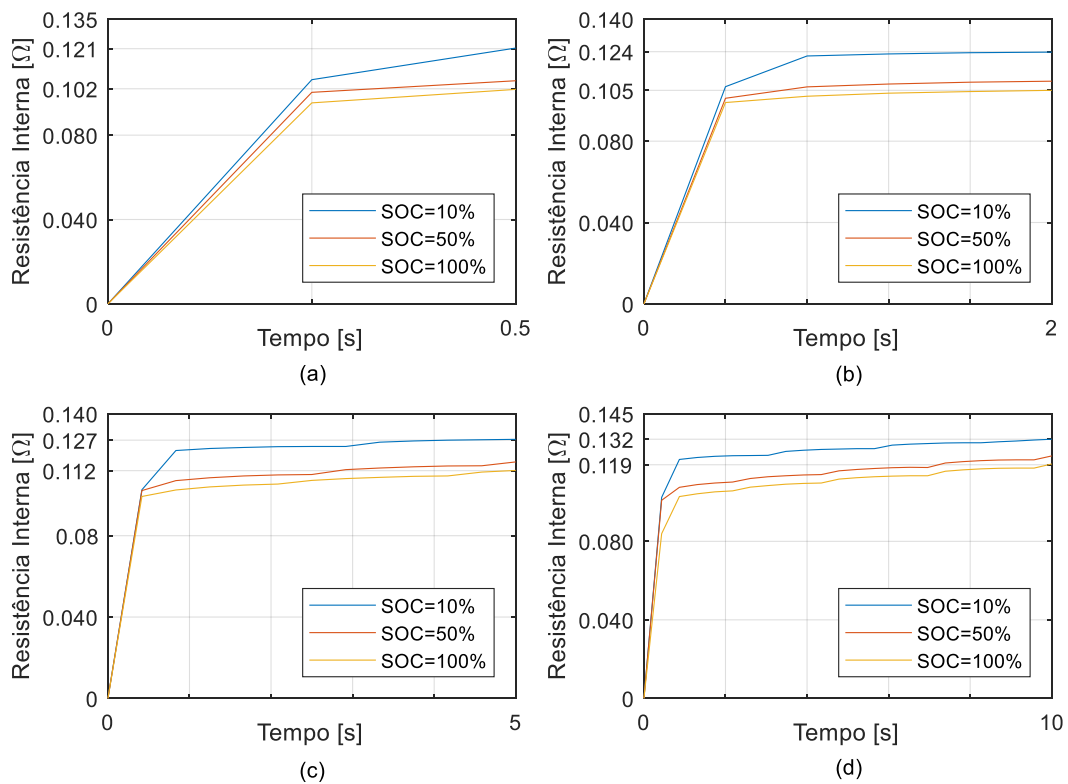 0.135
0.121
0.102
0.080
0.040
0
Resistência Interna [Ω]
SOC=10%
SOC=50%
SOC=100%
0
0.5
Tempo [s]
(a)
0.140
0.124
0.105
0.080
0.040
0
Resistência Interna [Ω]
SOC=10%
SOC=50%
SOC=100%
0
2
Tempo [s]
(b)
0.140
0.127
0.112
0.08
0.040
0
Resistência Interna [Ω]
SOC=10%
SOC=50%
SOC=100%
0
5
Tempo [s]
(c)
0.145
0.132
0.119
0.080
0.040
0
Resistência Interna [Ω]
SOC=10%
SOC=50%
SOC=100%
0
10
Tempo [s]
(d)